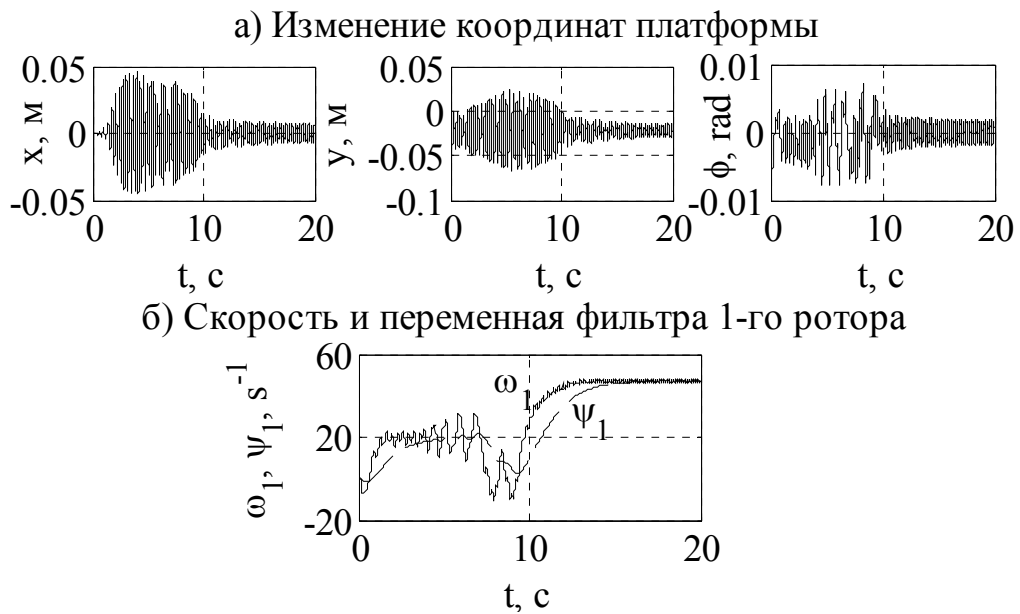 а) Изменение координат платформы
0.05
0
-0.05
x, м
0 10 20
t, с
0.05
0
-0.05
-0.1
y, м
0 10 20
t, с
0.01
0
-0.01
ϕ, rad
0 10 20
t, с
б) Скорость и переменная фильтра 1-го ротора
60
20
-20
ω₁, ψ₁, s⁻¹
ω₁
ψ₁
0 10 20
t, с